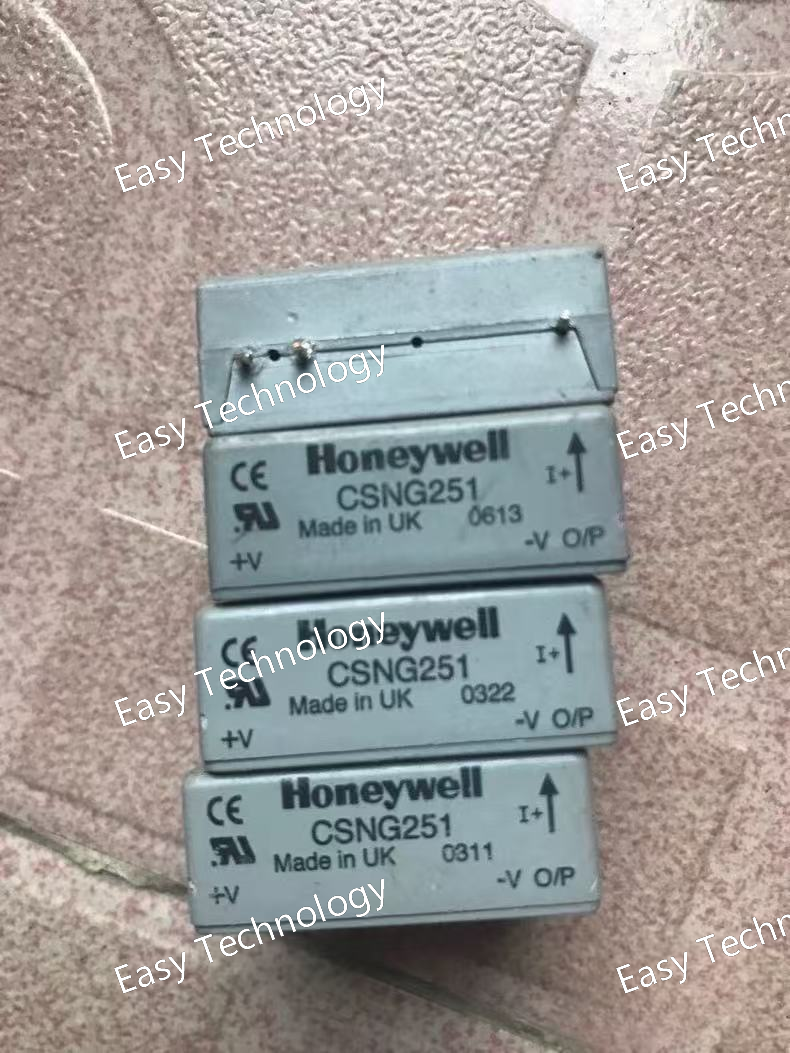 Easy Technology
Easy Techn
Easy Technology
Easy Techn
CE Honeywell I+
CSNG251
Made in UK 0613
+V -V O/P
CE Honeywell I+
Easy Technology
Easy Techn
CSNG251
Made in UK 0322
+V -V O/P
CE Honeywell I+
CSNG251
Made in UK 0311
+V -V O/P
Easy Technology
Easy Techn